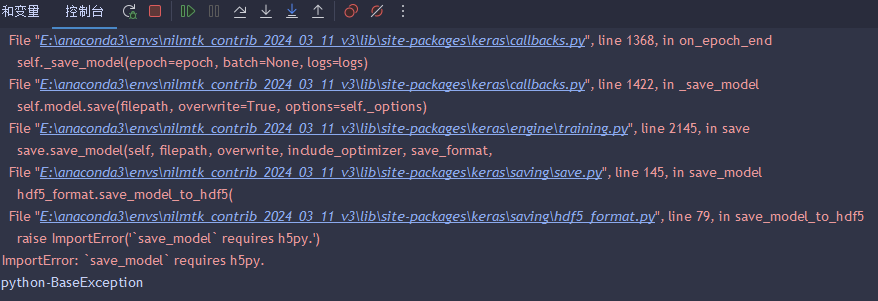 和变量 控制台
File "E:\anaconda3\envs\nilmtk_contrib_2024_03_11_v3\lib\site-packages\keras\callbacks.py", line 1368, in on_epoch_end
self._save_model(epoch=epoch, batch=None, logs=logs)
File "E:\anaconda3\envs\nilmtk_contrib_2024_03_11_v3\lib\site-packages\keras\callbacks.py", line 1422, in _save_model
self.model.save(filepath, overwrite=True, options=self._options)
File "E:\anaconda3\envs\nilmtk_contrib_2024_03_11_v3\lib\site-packages\keras\engine\training.py", line 2145, in save
save.save_model(self, filepath, overwrite, include_optimizer, save_format,
File "E:\anaconda3\envs\nilmtk_contrib_2024_03_11_v3\lib\site-packages\keras\saving\save.py", line 145, in save_model
hdf5_format.save_model_to_hdf5(
File "E:\anaconda3\envs\nilmtk_contrib_2024_03_11_v3\lib\site-packages\keras\saving\hdf5_format.py", line 79, in save_model_to_hdf5
raise ImportError('`save_model` requires h5py.')
ImportError: `save_model` requires h5py.
python-BaseException